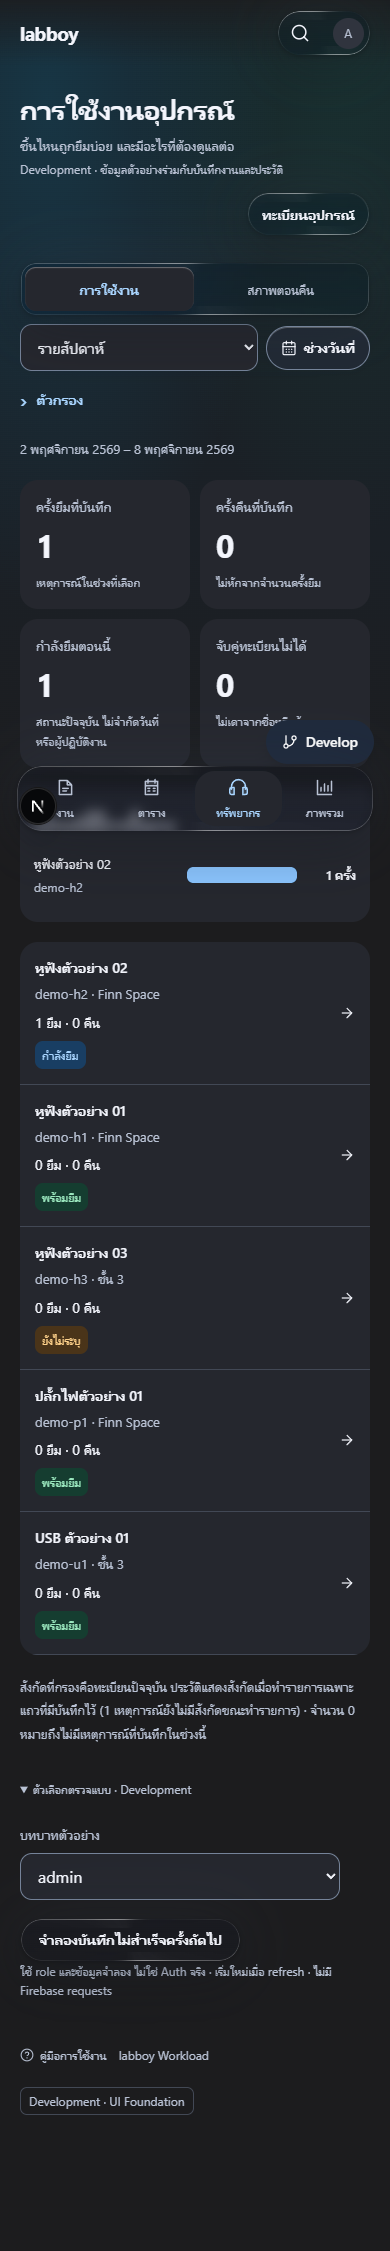 labboy
A
การใช้งานอุปกรณ์
ชิ้นไหนถูกยืมบ่อย และมีอะไรที่ต้องดูแลต่อ
Development · ข้อมูลตัวอย่างร่วมกับบันทึกงานและประวัติ
ทะเบียนอุปกรณ์
การใช้งาน
สภาพตอนคืน
รายสัปดาห์
ช่วงวันที่
› ตัวกรอง
2 พฤศจิกายน 2569 – 8 พฤศจิกายน 2569
ครั้งยืมที่บันทึก
1
เหตุการณ์ในช่วงที่เลือก
ครั้งคืนที่บันทึก
0
ไม่หักจากจำนวนครั้งยืม
กำลังยืมตอนนี้
1
สถานะปัจจุบัน ไม่จำกัดวันที่
หรือผู้ปฏิบัติงาน
จับคู่ทะเบียนไม่ได้
0
ไม่เดาจากชื่อ
Develop
N
งาน
ตาราง
ทรัพยากร
ภาพรวม
หูฟังตัวอย่าง 02
demo-h2
1 ครั้ง
หูฟังตัวอย่าง 02
demo-h2 · Finn Space
1 ยืม · 0 คืน
กำลังยืม
หูฟังตัวอย่าง 01
demo-h1 · Finn Space
0 ยืม · 0 คืน
พร้อมยืม
หูฟังตัวอย่าง 03
demo-h3 · ชั้น 3
0 ยืม · 0 คืน
ยังไม่ระบุ
ปลั๊กไฟตัวอย่าง 01
demo-p1 · Finn Space
0 ยืม · 0 คืน
พร้อมยืม
USB ตัวอย่าง 01
demo-u1 · ชั้น 3
0 ยืม · 0 คืน
พร้อมยืม
สังกัดที่กรองคือทะเบียนปัจจุบัน ประวัติแสดงสังกัดเมื่อทำรายการเฉพาะ
แถวที่มีบันทึกไว้ (1 เหตุการณ์ยังไม่มีสังกัดขณะทำรายการ) · จำนวน 0
หมายถึงไม่มีเหตุการณ์ที่บันทึกในช่วงนี้
▼ ตัวเลือกตรวจแบบ · Development
บทบาทตัวอย่าง
admin
จำลองบันทึกไม่สำเร็จครั้งถัดไป
ใช้ role และข้อมูลจำลอง ไม่ใช่ Auth จริง · เริ่มใหม่เมื่อ refresh · ไม่มี
Firebase requests
คู่มือการใช้งาน labboy Workload
Development · UI Foundation